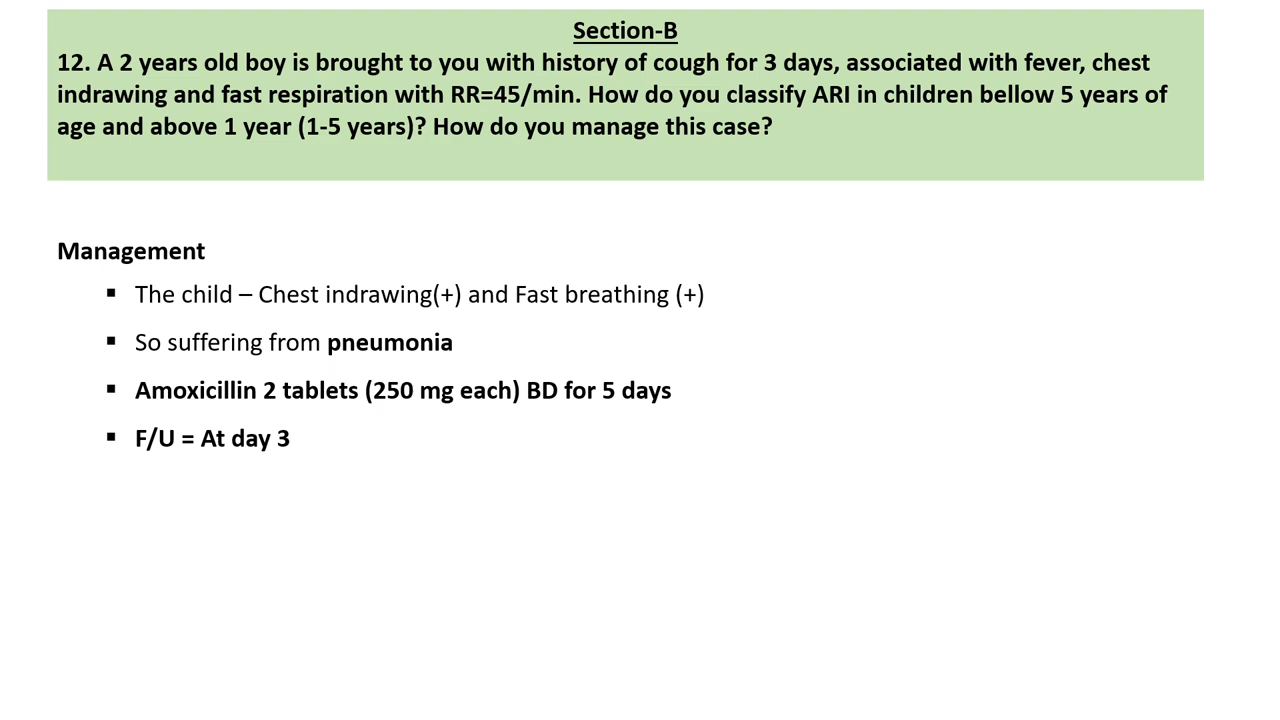 Section-B
12. A 2 years old boy is brought to you with history of cough for 3 days, associated with fever, chest
indrawing and fast respiration with RR=45/min. How do you classify ARI in children bellow 5 years of
age and above 1 year (1-5 years)? How do you manage this case?
Management
▪ The child – Chest indrawing(+) and Fast breathing (+)
▪ So suffering from pneumonia
▪ Amoxicillin 2 tablets (250 mg each) BD for 5 days
▪ F/U = At day 3